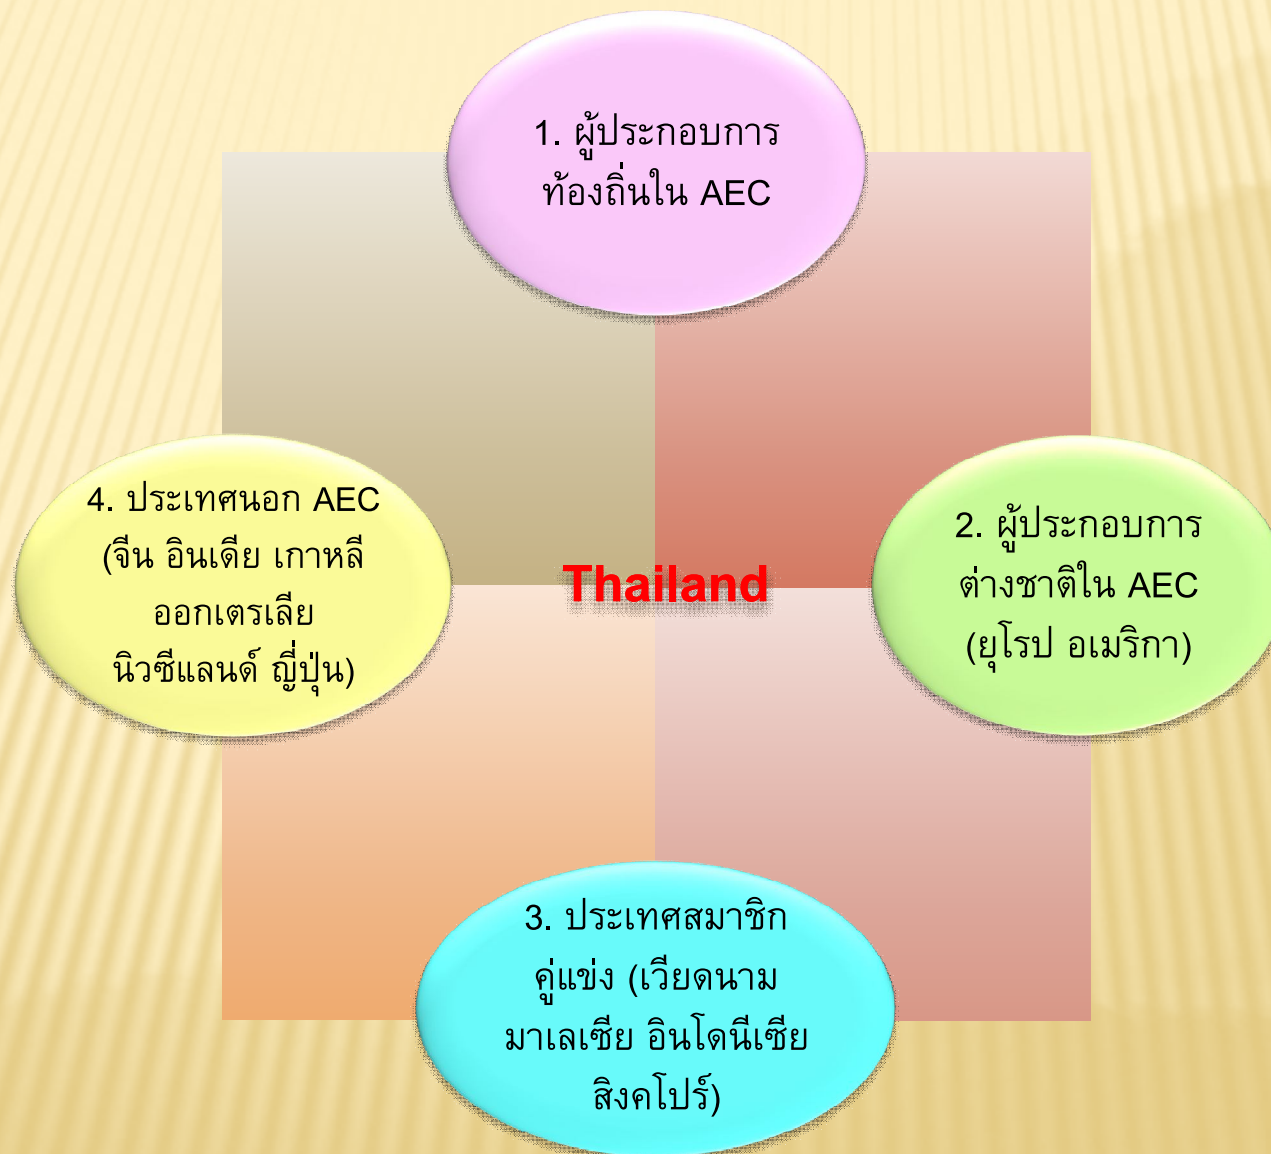 1. ผู้ประกอบการ
ท้องถิ่นใน AEC
2. ผู้ประกอบการ
ต่างชาติใน AEC
(ยุโรป อเมริกา)
3. ประเทศสมาชิก
คู่แข่ง (เวียดนาม
มาเลเซีย อินโดนีเซีย
สิงคโปร์)
4. ประเทศนอก AEC
(จีน อินเดีย เกาหลี
ออกเตรเลีย
นิวซีแลนด์ ญี่ปุ่น)
Thailand